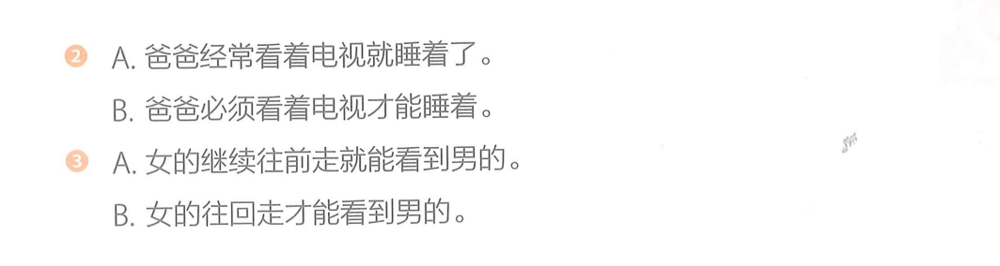 2 A. 爸爸经常看着电视就睡着了。
B. 爸爸必须看着电视才能睡着。
3 A. 女的继续往前走就能看到男的。
B. 女的往回走才能看到男的。